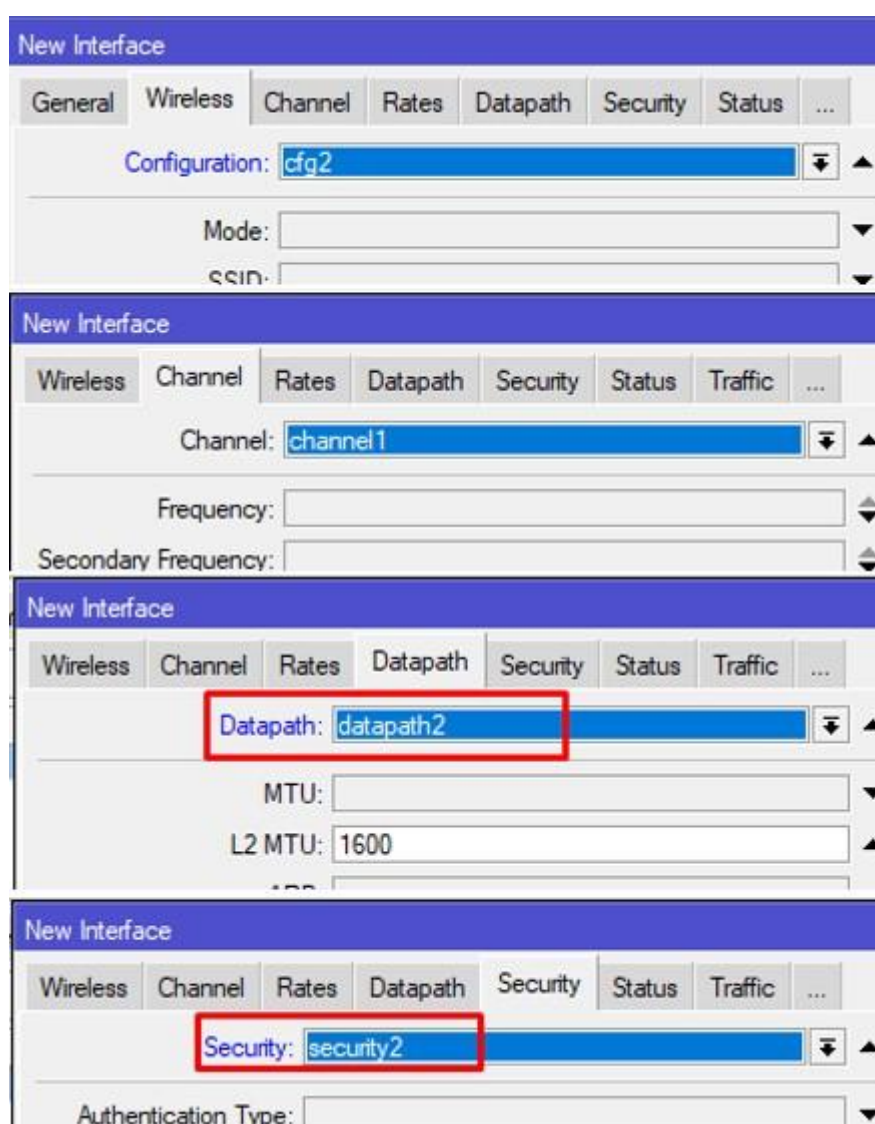 New Interface
General Wireless Channel Rates Datapath Security Status ...
Configuration: cfg2
Mode:
SSID:
New Interface
Wireless Channel Rates Datapath Security Status Traffic ...
Channel: channel1
Frequency:
Secondary Frequency:
New Interface
Wireless Channel Rates Datapath Security Status Traffic ...
Datapath: datapath2
MTU:
L2 MTU: 1600
New Interface
Wireless Channel Rates Datapath Security Status Traffic ...
Security: security2
Authentication Type: